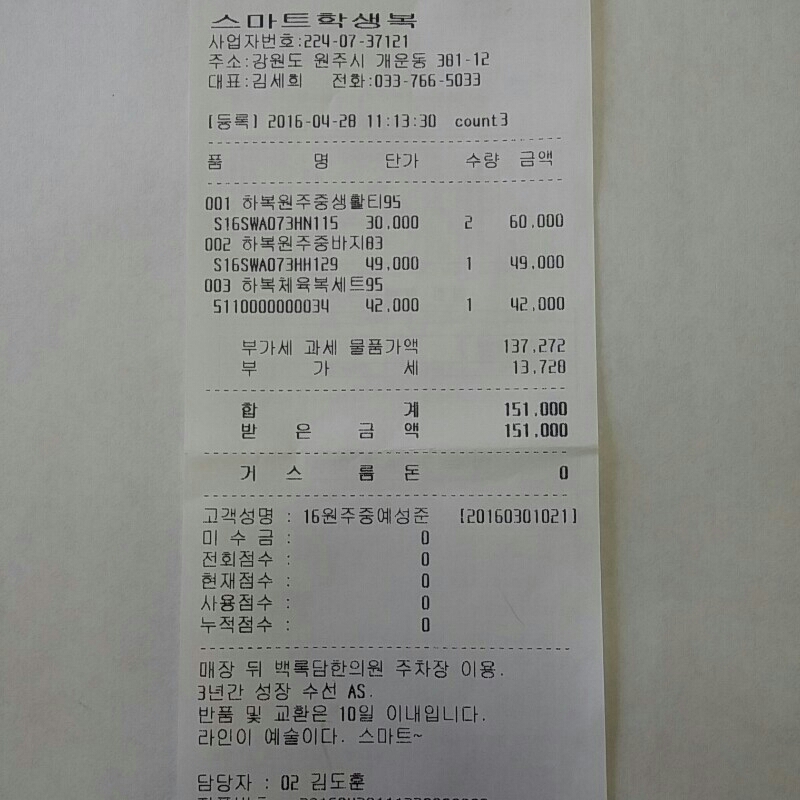 스마트학생복
사업자번호:224-07-37121
주소:강원도 원주시 개운동 381-12
대표:김세희 전화:033-766-5033
[등록] 2016-04-28 11:13:30 count3
품 명 단가 수량 금액
001 하복원주중생활티95
S16SWA073HN115 30,000 2 60,000
002 하복원주중바지83
S16SWA073HH129 49,000 1 49,000
003 하복체육복세트95
5110000000034 42,000 1 42,000
부가세 과세 물품가액 137,272
부 가 세 13,728
합 계 151,000
받 은 금 액 151,000
거 스 름 돈 0
고객성명 : 16원주중예성준 [20160301021]
미 수 금 : 0
전회점수 : 0
현재점수 : 0
사용점수 : 0
누적점수 : 0
매장 뒤 백록담한의원 주차장 이용.
3년간 성장 수선 AS.
반품 및 교환은 10일 이내입니다.
라인이 예술이다. 스마트~
담당자 : 02 김도훈